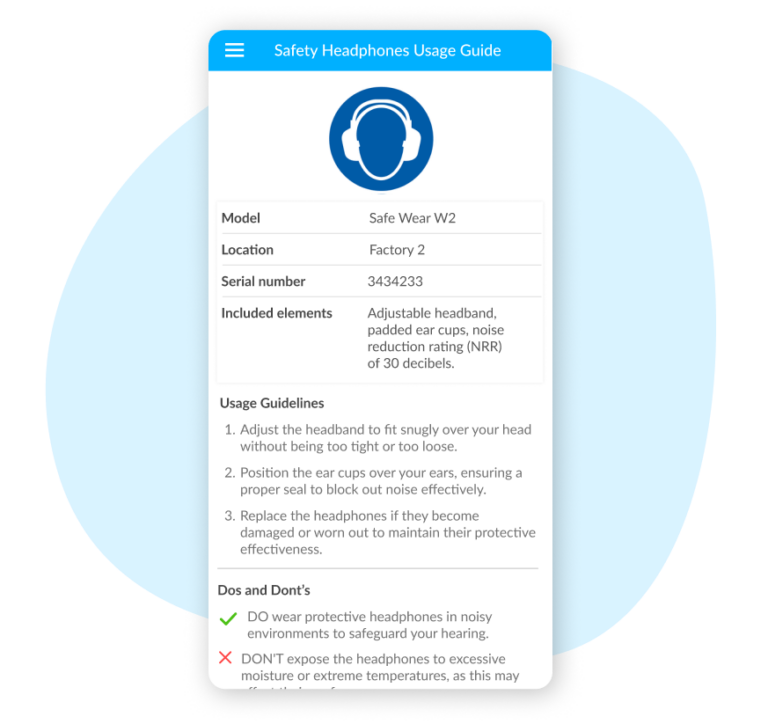 Safety Headphones Usage Guide
Model Safe Wear W2
Location Factory 2
Serial number 3434233
Included elements Adjustable headband,
padded ear cups, noise
reduction rating (NRR)
of 30 decibels.
Usage Guidelines
1. Adjust the headband to fit snugly over your head
without being too tight or too loose.
2. Position the ear cups over your ears, ensuring a
proper seal to block out noise effectively.
3. Replace the headphones if they become
damaged or worn out to maintain their protective
effectiveness.
Dos and Dont's
DO wear protective headphones in noisy
environments to safeguard your hearing.
DON'T expose the headphones to excessive
moisture or extreme temperatures, as this may